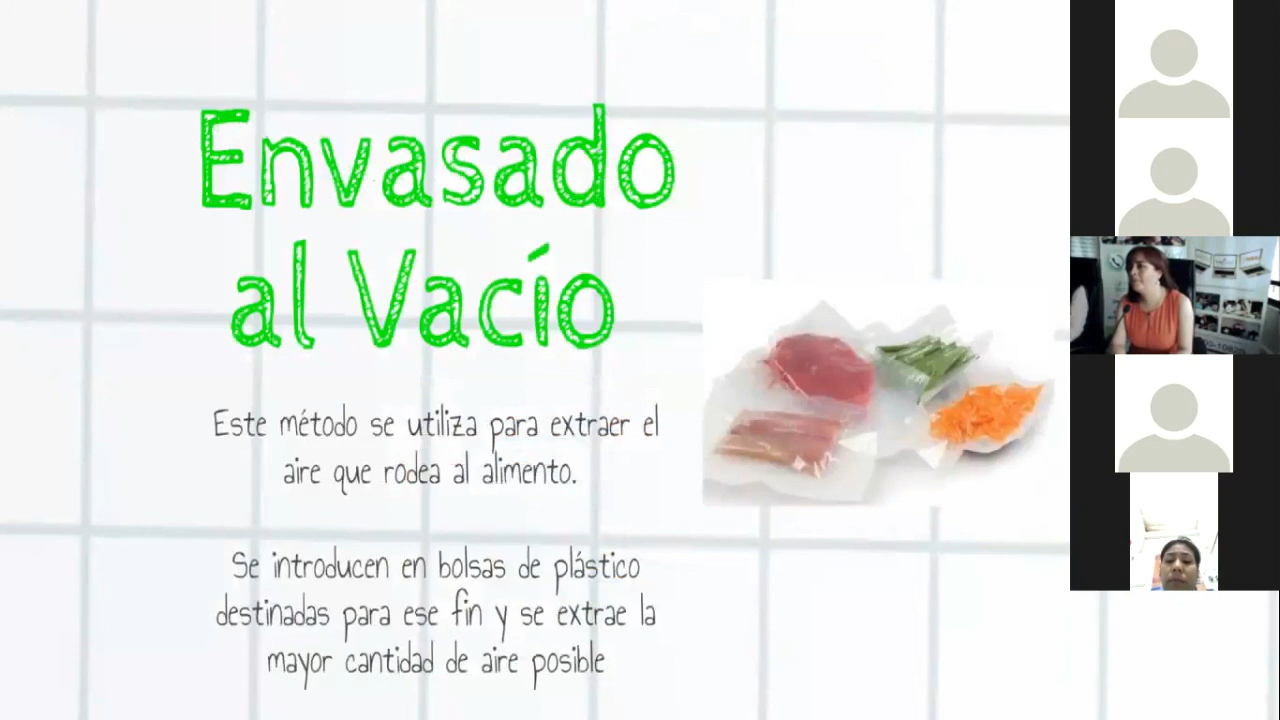 Envasado
al Vacío
Este método se utiliza para extraer el
aire que rodea al alimento.
Se introducen en bolsas de plástico
destinadas para ese fin y se extrae la
mayor cantidad de aire posible